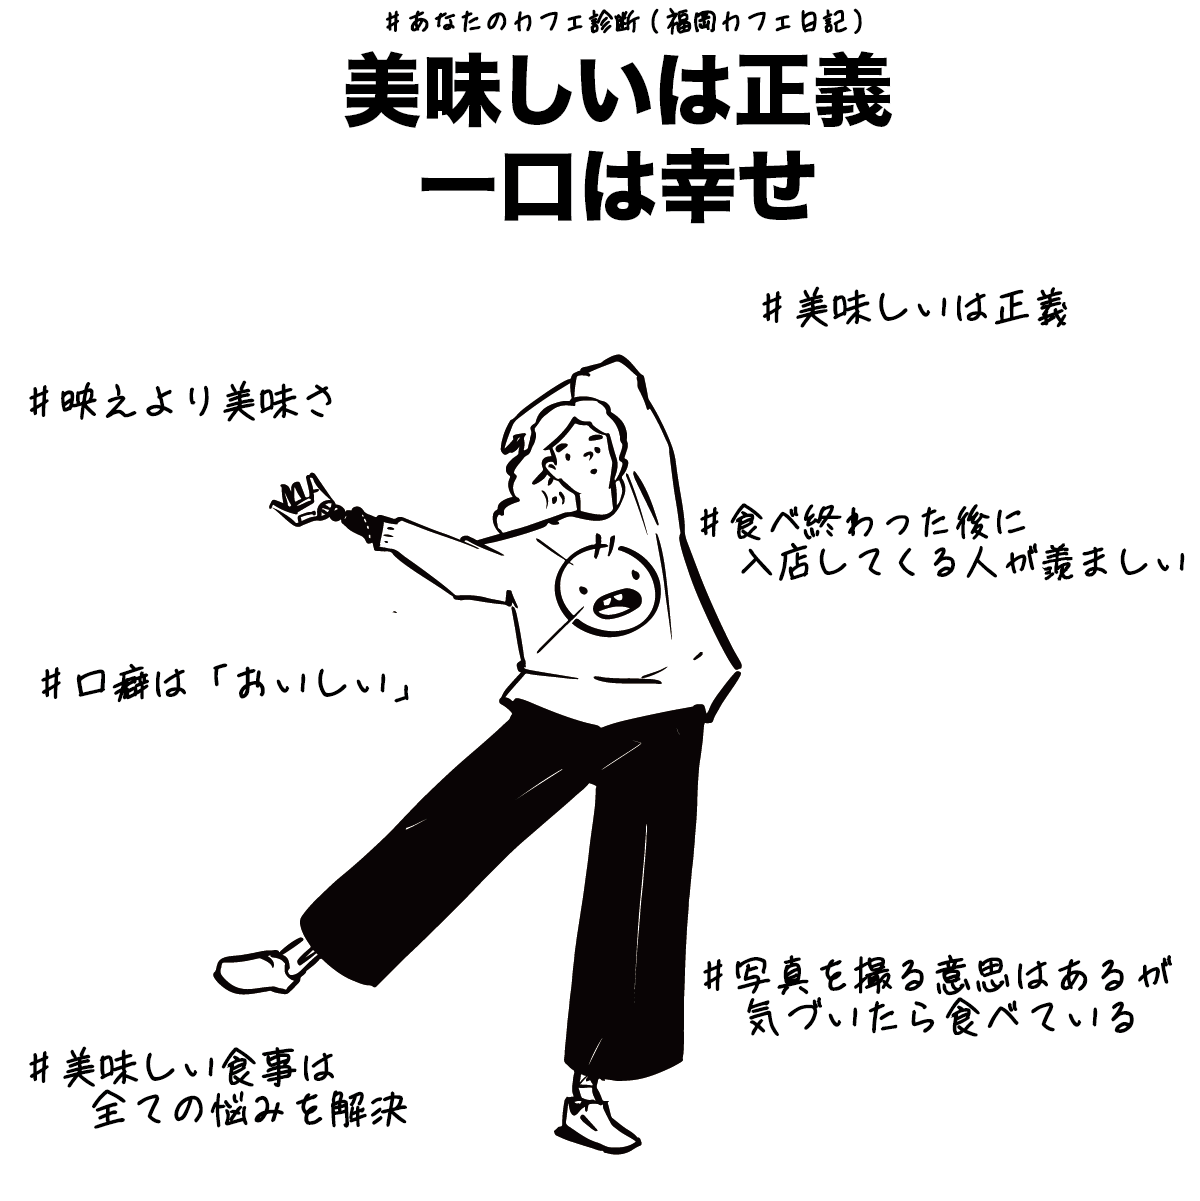 #あなたのカフェ診断(福岡カフェ日記)
美味しいは正義
一口は幸せ
#美味しいは正義
#映えより美味さ
#食べ終わった後に
入店してくる人が羨ましい
#口癖は「おいしい」
#写真を撮る意思はあるが
気づいたら食べている
#美味しい食事は
全ての悩みを解決